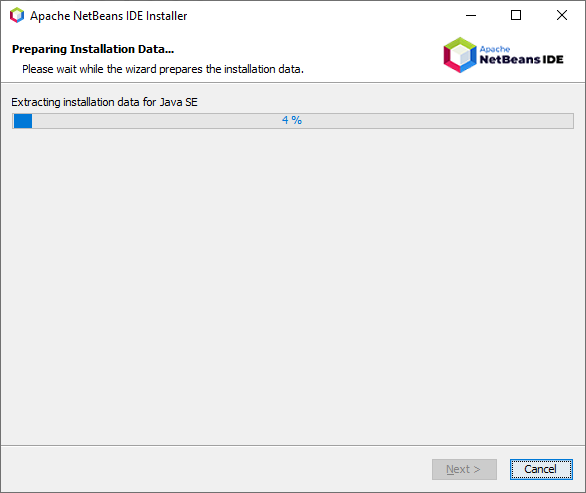 Apache NetBeans IDE Installer
Preparing Installation Data...
Please wait while the wizard prepares the installation data.
Apache
NetBeans IDE
Extracting installation data for Java SE
4 %
Next >
Cancel